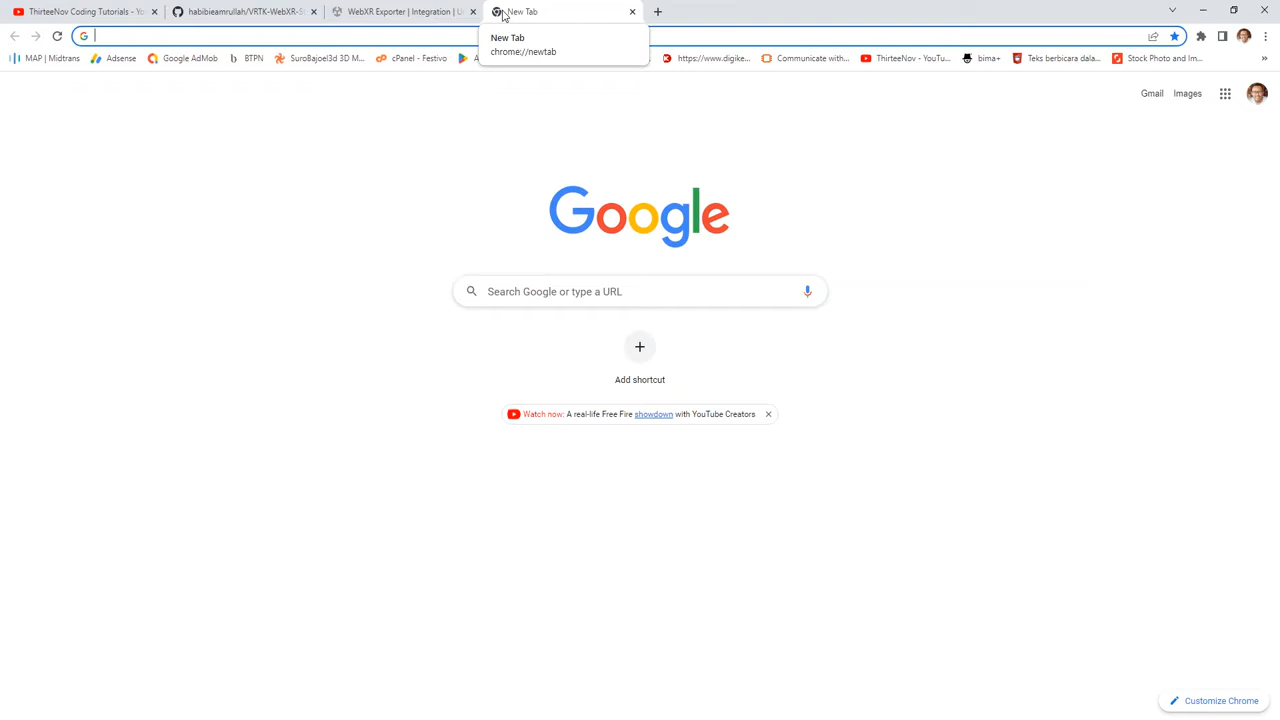 ThirteeNov Coding Tutorials - Yo
habibieamrullah/VRTK-WebXR-S
WebXR Exporter | Integration | U
New Tab
New Tab
chrome://newtab
MAP | Midtrans
Adsense
Google AdMob
BTPN
SuroBajoel3d 3D M...
cPanel - Festivo
https://www.digike...
Communicate with...
ThirteeNov - YouTu...
bima+
Teks berbicara dala...
Stock Photo and Im...
Gmail
Images
Google
Search Google or type a URL
Add shortcut
Watch now: A real-life Free Fire showdown with YouTube Creators
Customize Chrome